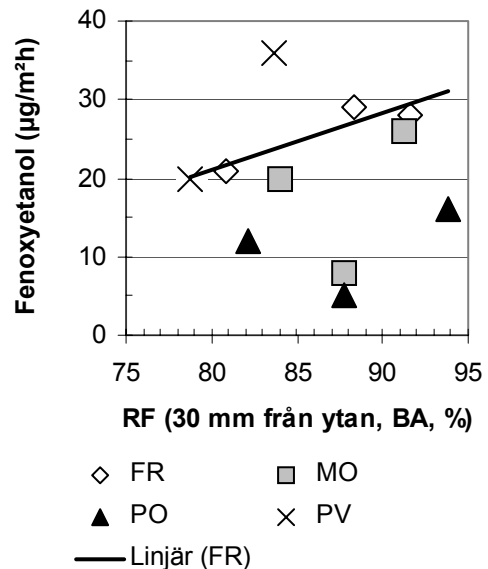 Fenoxyetanol (µg/m²h)
40
30
20
10
0
75 80 85 90 95
RF (30 mm från ytan, BA, %)
FR MO
PO PV
Linjär (FR)